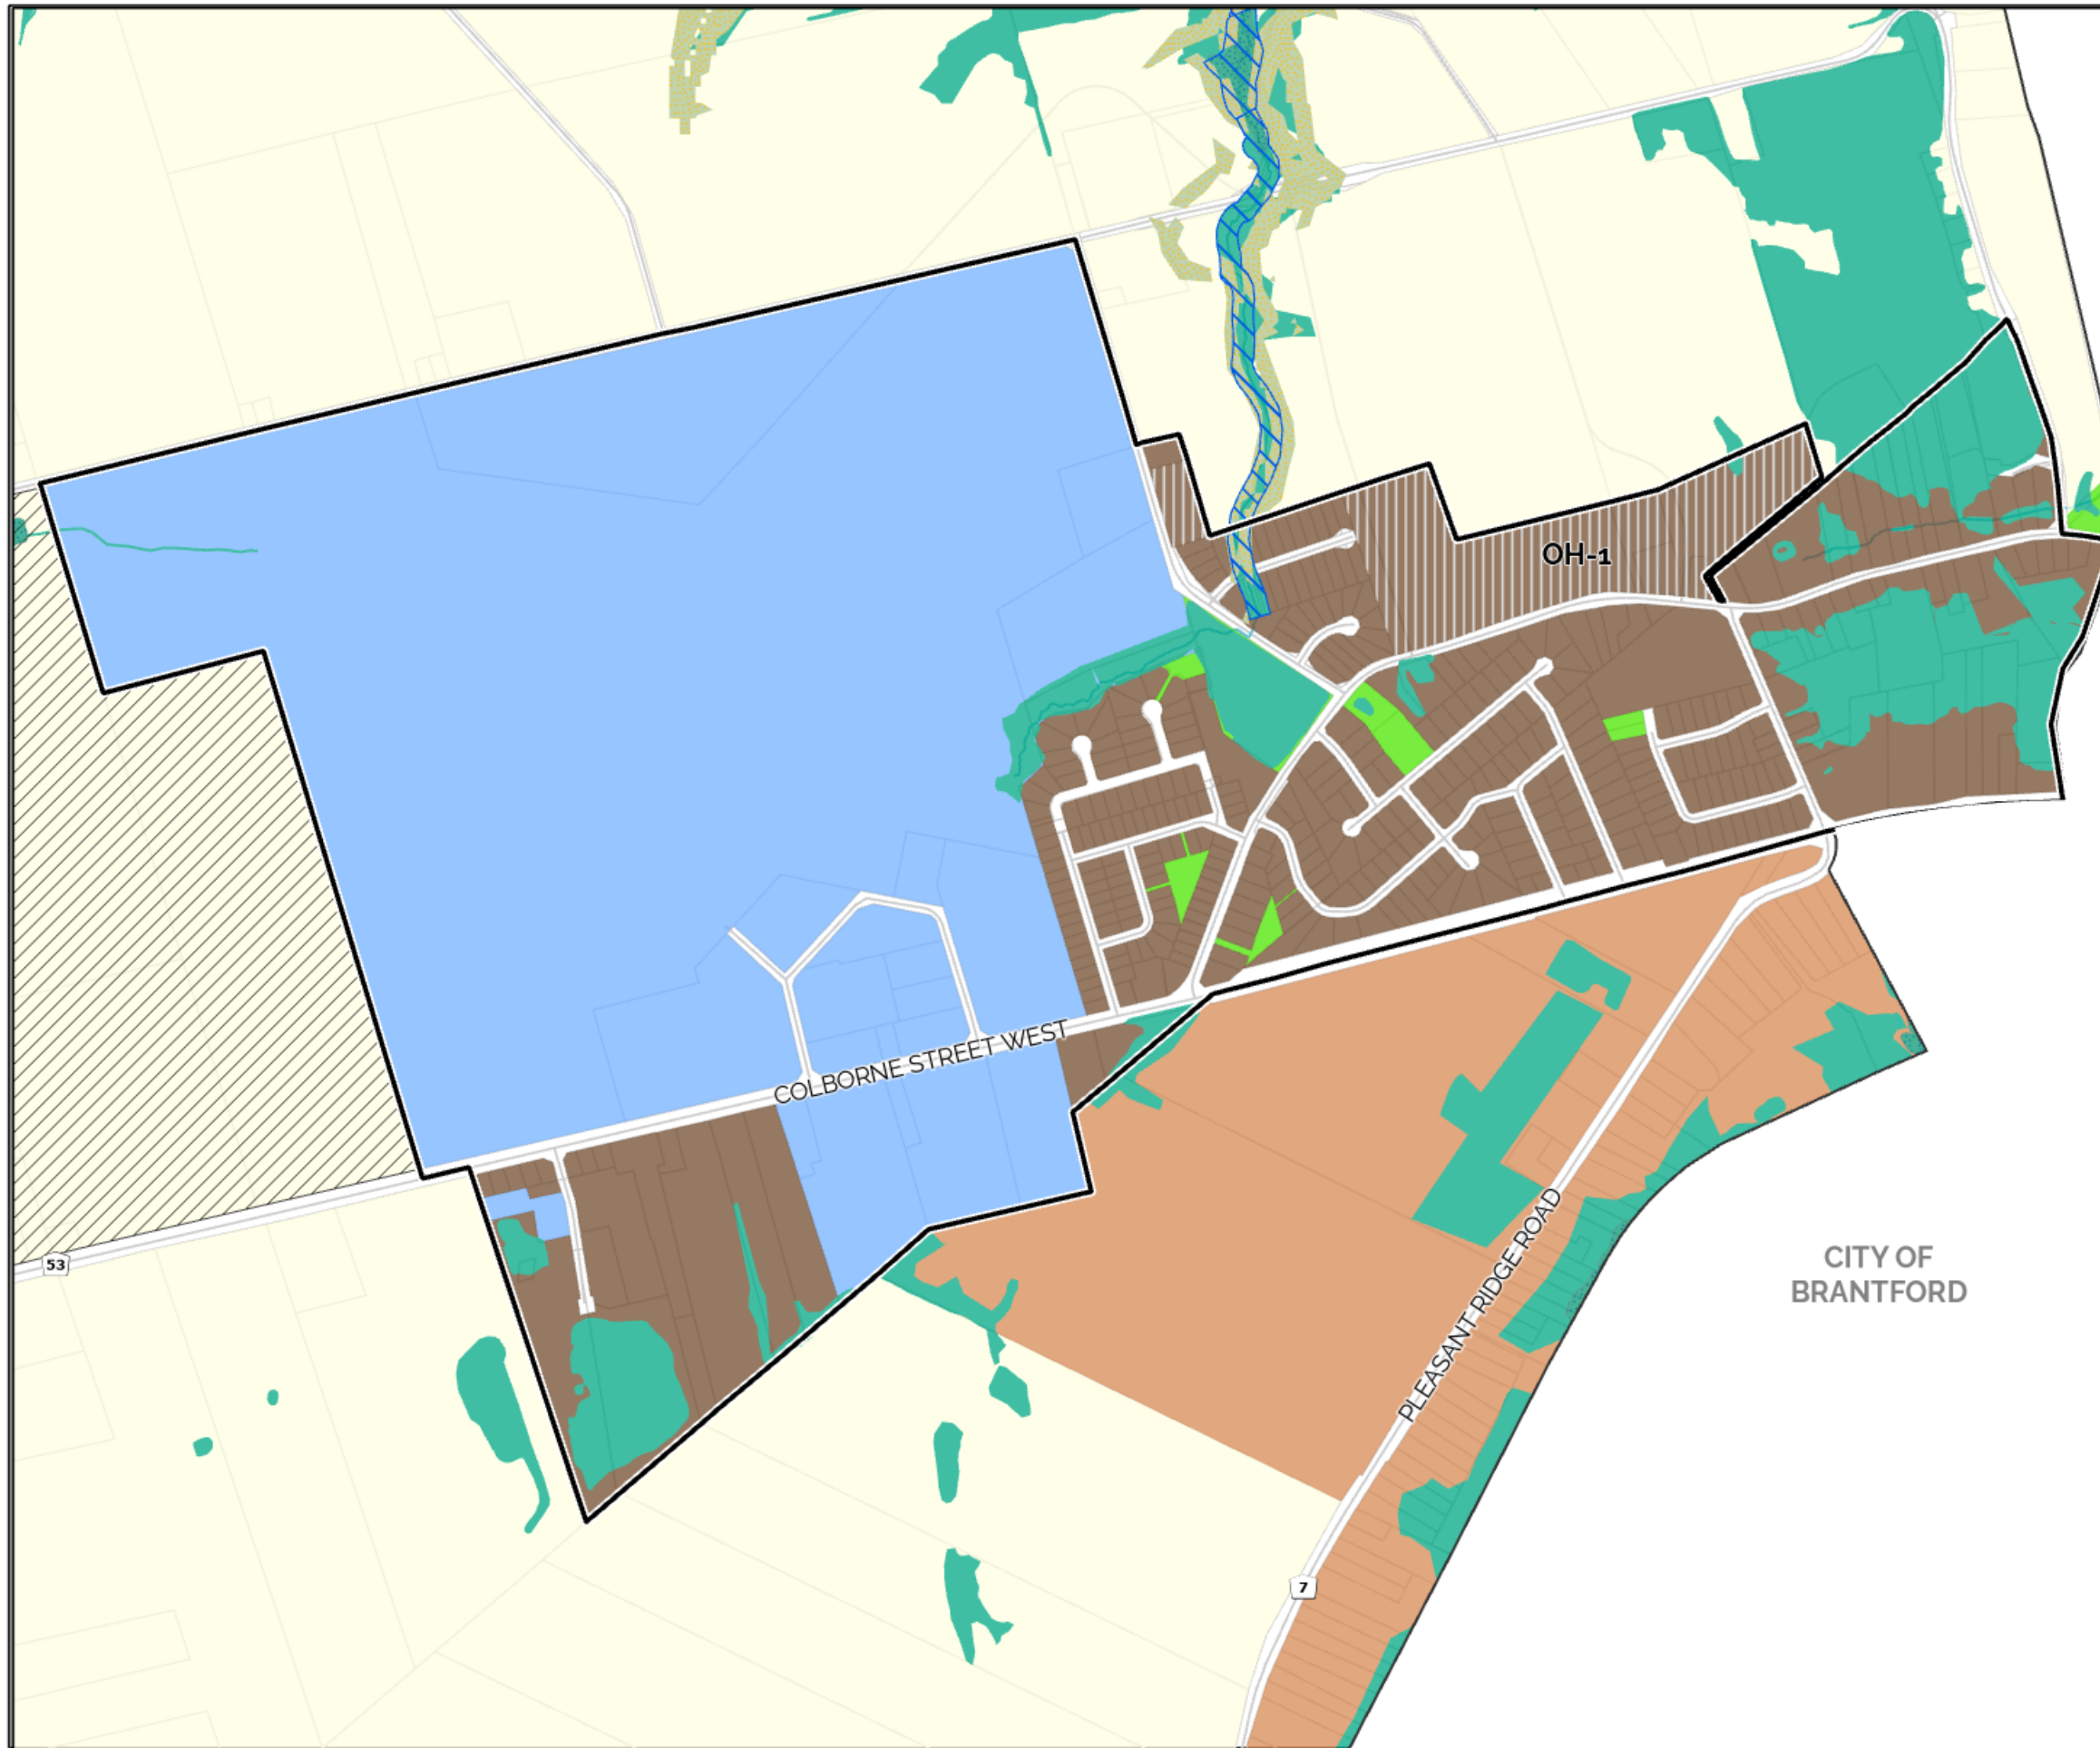 OH-1
COLBORNE STREET WEST
53
PLEASANT RIDGE ROAD
CITY OF
BRANTFORD
7